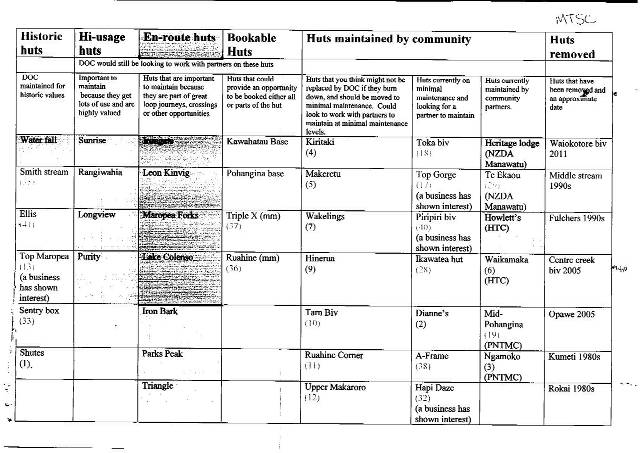 MTSC
Historic huts
Hi-usage huts
En-route huts
Bookable Huts
Huts maintained by community
Huts removed
DOC would still be looking to work with partners on these huts
DOC maintained for historic values
Important to maintain because they get lots of use and are highly valued
Huts that are important to maintain because they are part of great loop journeys, crossings or other opportunities
Huts that could provide an opportunity to be booked either all or parts of the hut
Huts that you think might not be replaced by DOC if they burn down, and should be moved to minimal maintenance. Could look to work with partners to maintain at minimal maintenance levels.
Huts currently on minimal maintenance and looking for a partner to maintain
Huts currently maintained by community partners.
Huts that have been removed and an approximate date
Water fall
Sunrise
Kawahatau Base
Kiritaki
(4)
Toka biv
(18)
Heritage lodge
(NZDA Manawatu)
Waiokotore biv
2011
Smith stream
Rangiwahia
Leon Kinvig
Pohangina base
Makeretu
(5)
Top Gorge
(17)
(a business has shown interest)
Te Ekaou
(NZDA Manawatu)
Middle stream
1990s
Ellis
(41)
Longview
Maropea Forks
Triple X (mm)
(37)
Wakelings
(7)
Piripiri biv
(40)
(a business has shown interest)
Howlett's
(HTC)
Fulchers 1990s
Top Maropea
(13)
(a business has shown interest)
Purity
Lake Colenso
Ruahine (mm)
(36)
Hinerua
(9)
Ikawatea hut
(28)
Waikamaka
(6)
(HTC)
Centre creek
biv 2005
Sentry box
(33)
Iron Bark
Tarn Biv
(10)
Dianne's
(2)
Mid-Pohangina
(19)
(PNTMC)
Opawe 2005
Shutes
(1),
Parks Peak
Ruahine Corner
(31)
A-Frame
(38)
Ngamoko
(3)
(PNTMC)
Kumeti 1980s
Triangle
Upper Makaroro
(12)
Hapi Daze
(32)
(a business has shown interest)
Rokai 1980s